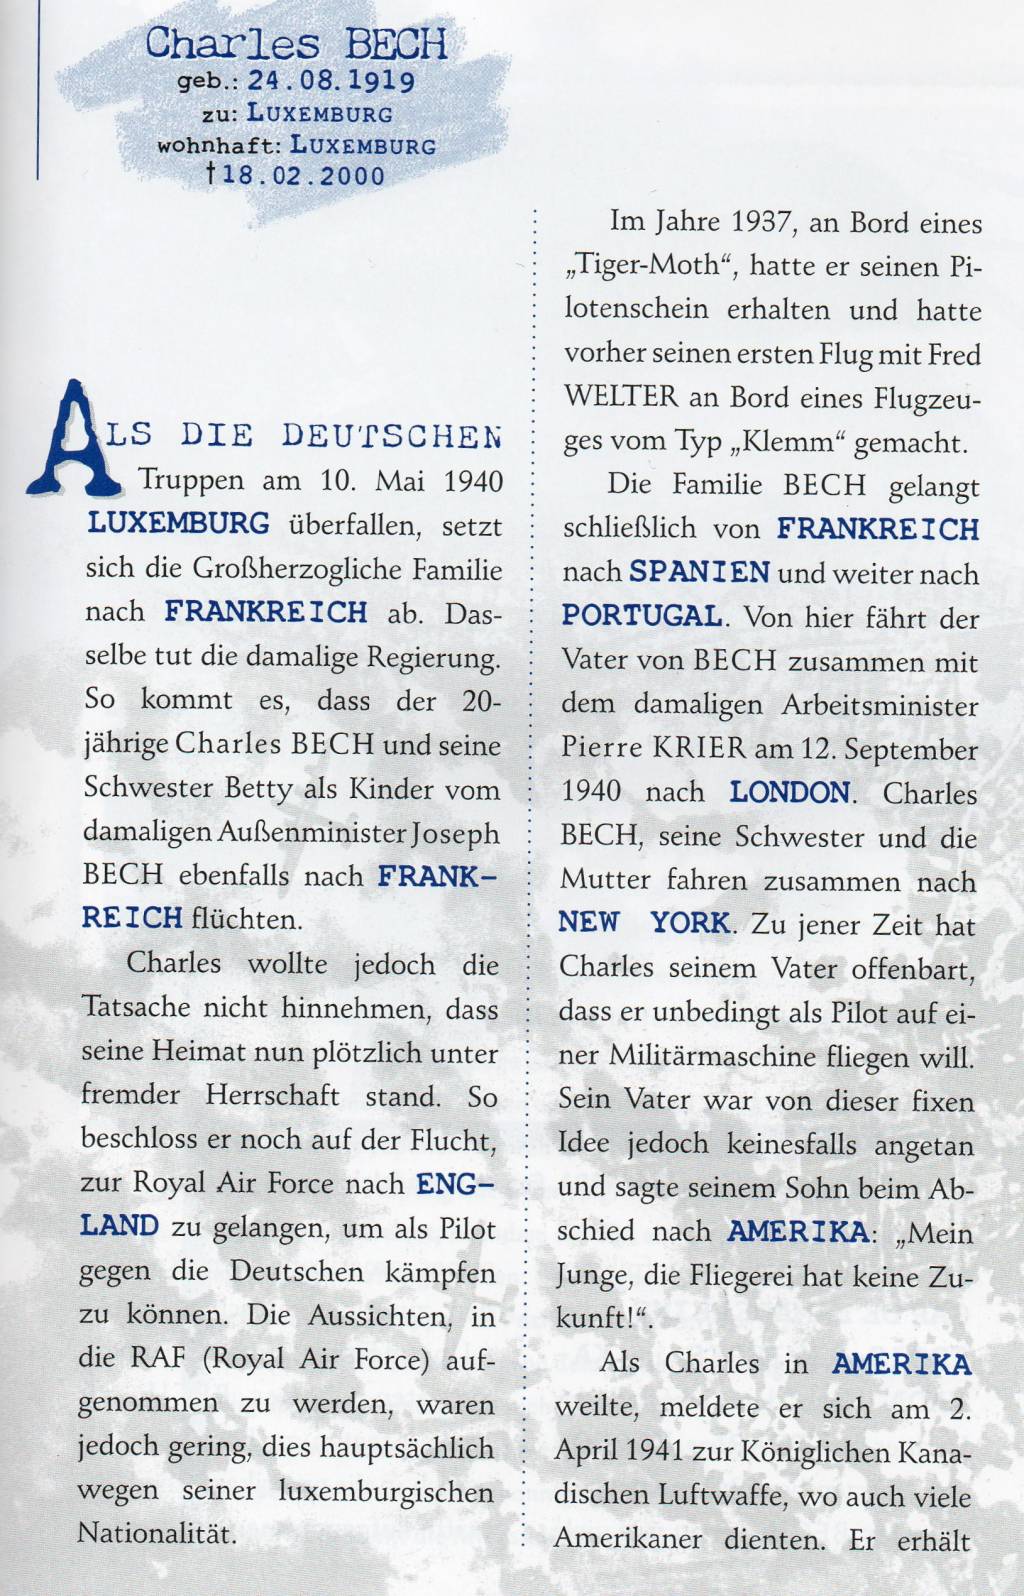 Charles BECH
geb.: 24.08.1919
zu: LUXEMBURG
wohnhaft: LUXEMBURG
†18.02.2000
ALS DIE DEUTSCHEN
Truppen am 10. Mai 1940
LUXEMBURG überfallen, setzt
sich die Großherzogliche Familie
nach FRANKREICH ab. Das-
selbe tut die damalige Regierung.
So kommt es, dass der 20-
jährige Charles BECH und seine
Schwester Betty als Kinder vom
damaligen Außenminister Joseph
BECH ebenfalls nach FRANK-
REICH flüchten.
Charles wollte jedoch die
Tatsache nicht hinnehmen, dass
seine Heimat nun plötzlich unter
fremder Herrschaft stand. So
beschloss er noch auf der Flucht,
zur Royal Air Force nach ENG-
LAND zu gelangen, um als Pilot
gegen die Deutschen kämpfen
zu können. Die Aussichten, in
die RAF (Royal Air Force) auf-
genommen zu werden, waren
jedoch gering, dies hauptsächlich
wegen seiner luxemburgischen
Nationalität.
Im Jahre 1937, an Bord eines
„Tiger-Moth“, hatte er seinen Pi-
lotenschein erhalten und hatte
vorher seinen ersten Flug mit Fred
WELTER an Bord eines Flugzeu-
ges vom Typ „Klemm“ gemacht.
Die Familie BECH gelangt
schließlich von FRANKREICH
nach SPANIEN und weiter nach
PORTUGAL. Von hier fährt der
Vater von BECH zusammen mit
dem damaligen Arbeitsminister
Pierre KRIER am 12. September
1940 nach LONDON. Charles
BECH, seine Schwester und die
Mutter fahren zusammen nach
NEW YORK. Zu jener Zeit hat
Charles seinem Vater offenbart,
dass er unbedingt als Pilot auf ei-
ner Militärmaschine fliegen will.
Sein Vater war von dieser fixen
Idee jedoch keinesfalls angetan
und sagte seinem Sohn beim Ab-
schied nach AMERIKA: „Mein
Junge, die Fliegerei hat keine Zu-
kunft!“.
Als Charles in AMERIKA
weilte, meldete er sich am 2.
April 1941 zur Königlichen Kana-
dischen Luftwaffe, wo auch viele
Amerikaner dienten. Er erhält